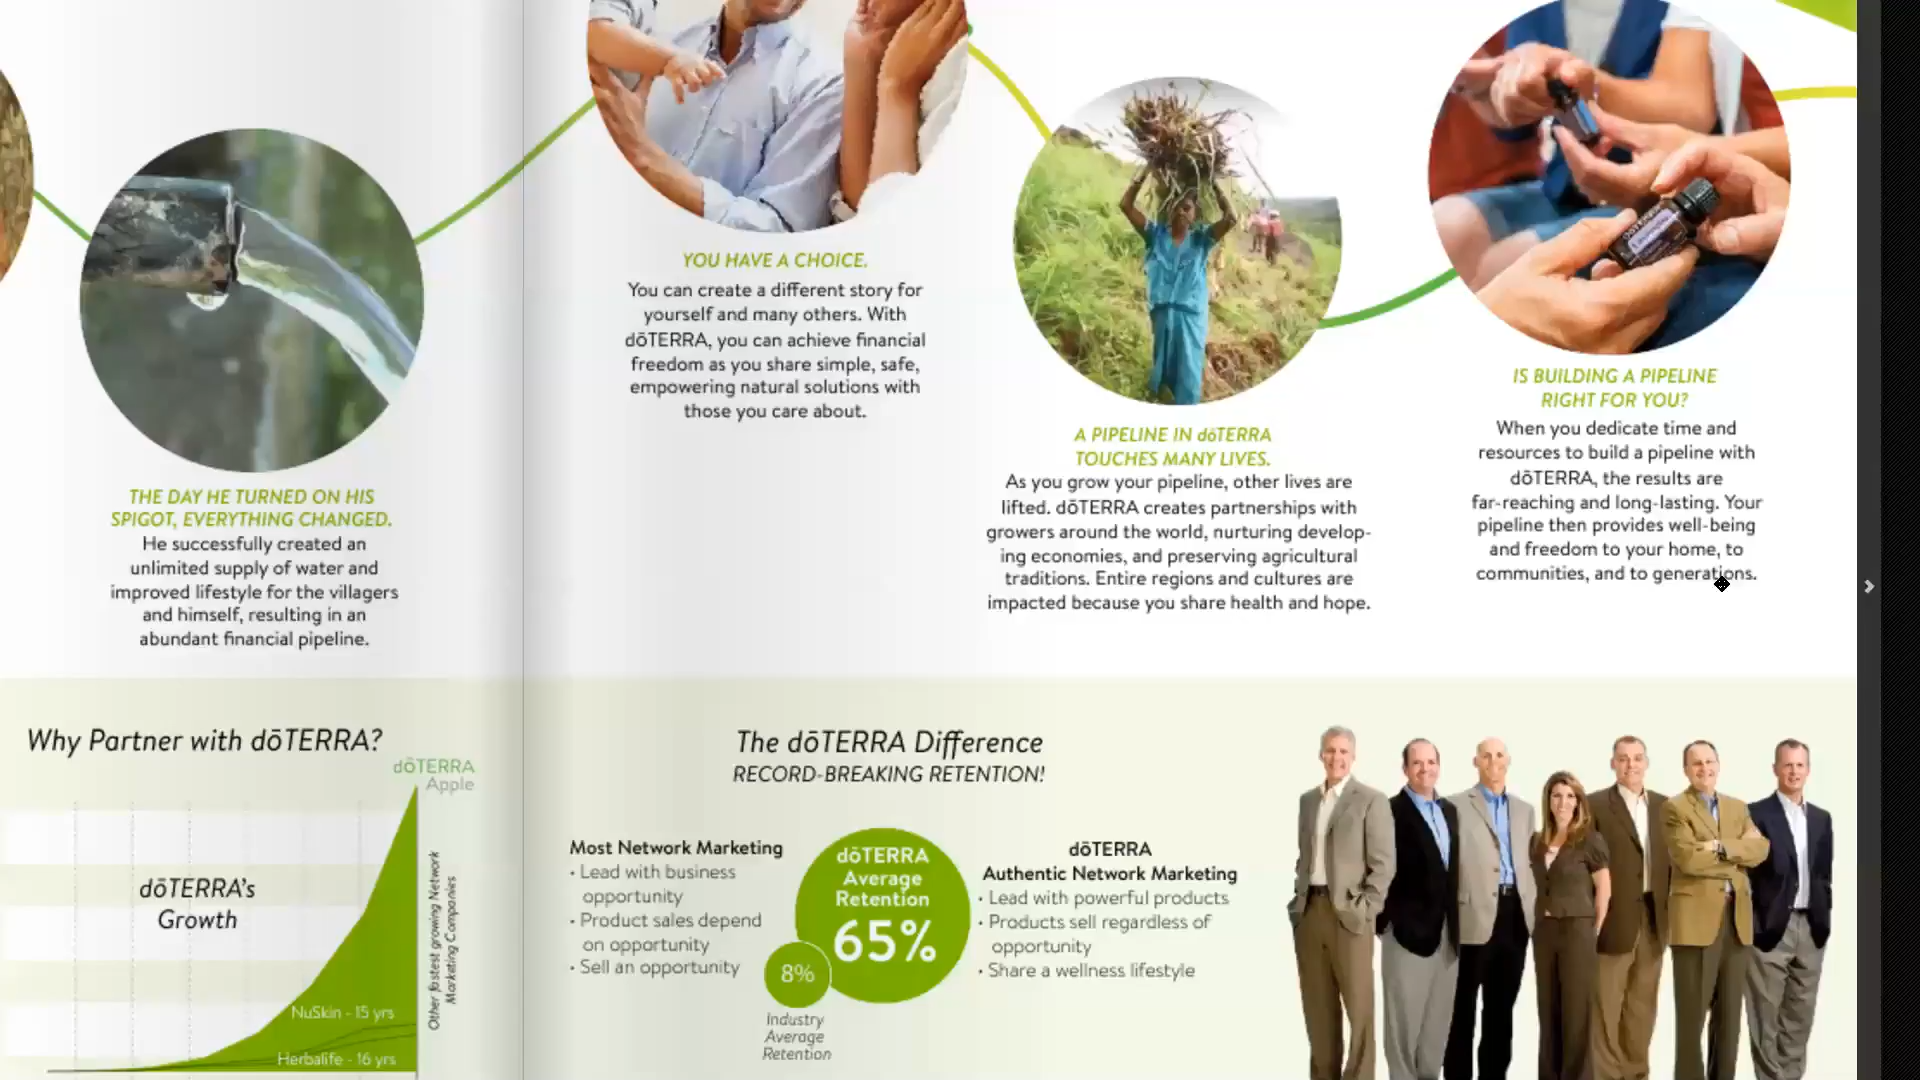 THE DAY HE TURNED ON HIS
SPIGOT, EVERYTHING CHANGED.
He successfully created an
unlimited supply of water and
improved lifestyle for the villagers
and himself, resulting in an
abundant financial pipeline.
YOU HAVE A CHOICE.
You can create a different story for
yourself and many others. With
dōTERRA, you can achieve financial
freedom as you share simple, safe,
empowering natural solutions with
those you care about.
A PIPELINE IN dōTERRA
TOUCHES MANY LIVES.
As you grow your pipeline, other lives are
lifted. dōTERRA creates partnerships with
growers around the world, nurturing develop-
ing economies, and preserving agricultural
traditions. Entire regions and cultures are
impacted because you share health and hope.
IS BUILDING A PIPELINE
RIGHT FOR YOU?
When you dedicate time and
resources to build a pipeline with
dōTERRA, the results are
far-reaching and long-lasting. Your
pipeline then provides well-being
and freedom to your home, to
communities, and to generations.
Why Partner with dōTERRA?
dōTERRA
Apple
dōTERRA's
Growth
NuSkin - 15 yrs
Herbalife - 16 yrs
Other fastest growing Network
Marketing Companies
The dōTERRA Difference
RECORD-BREAKING RETENTION!
Most Network Marketing
• Lead with business
opportunity
• Product sales depend
on opportunity
• Sell an opportunity
dōTERRA
Average
Retention
65%
8%
Industry
Average
Retention
dōTERRA
Authentic Network Marketing
• Lead with powerful products
• Products sell regardless of
opportunity
• Share a wellness lifestyle